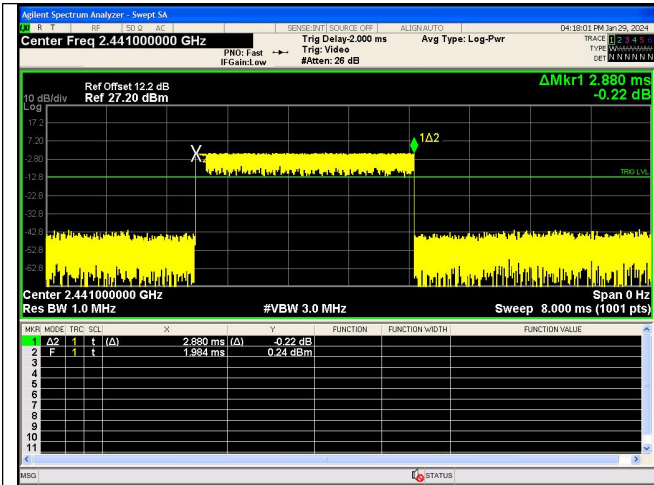 Agilent Spectrum Analyzer - Swept SA
R T RF 50 Ω AC SENSE:INT SOURCE OFF ALIGN AUTO 04:18:01 PM Jan 29, 2024
Center Freq 2.441000000 GHz
PNO: Fast
IFGain:Low
Trig Delay-2.000 ms
Trig: Video
#Atten: 26 dB
Avg Type: Log-Pwr
TRACE 1 2 3 4 5 6
TYPE
DET N N N N N N
ΔMkr1 2.880 ms
-0.22 dB
Ref Offset 12.2 dB
10 dB/div Ref 27.20 dBm
Log
17.2
7.20
-2.80
-12.8
-22.8
-32.8
-42.8
-52.8
-62.8
1Δ2
TRIG LVL
Center 2.441000000 GHz Span 0 Hz
Res BW 1.0 MHz #VBW 3.0 MHz Sweep 8.000 ms (1001 pts)
MKR MODE TRC SCL X Y FUNCTION FUNCTION WIDTH FUNCTION VALUE
1 Δ2 1 t (Δ) 2.880 ms (Δ) -0.22 dB
2 F 1 t 1.984 ms 0.24 dBm
3
4
5
6
7
8
9
10
11
MSG STATUS